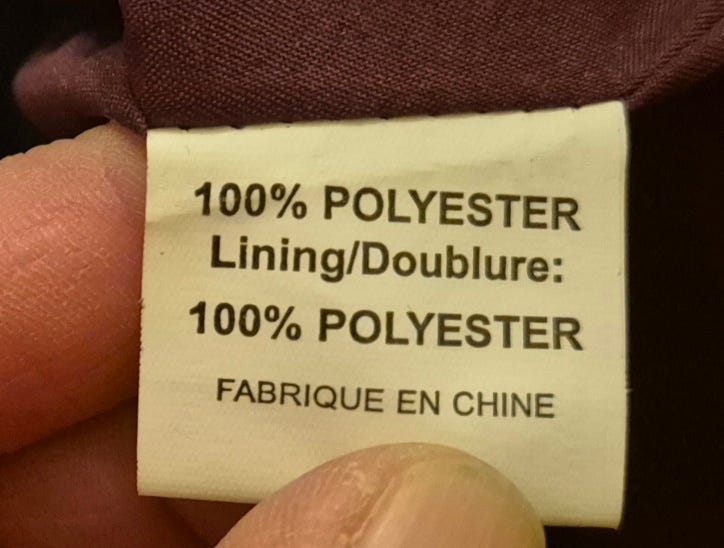 100% POLYESTER
Lining/Doublure:
100% POLYESTER
FABRIQUE EN CHINE